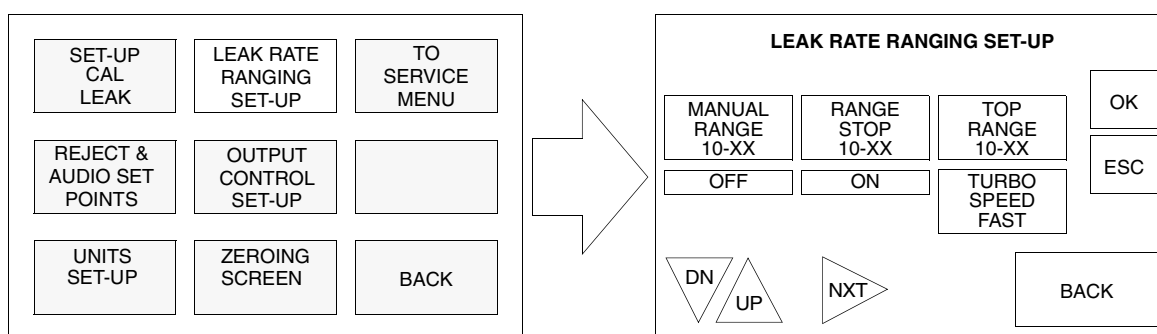 SET-UP
CAL
LEAK
LEAK RATE
RANGING
SET-UP
TO
SERVICE
MENU
REJECT &
AUDIO SET
POINTS
OUTPUT
CONTROL
SET-UP
UNITS
SET-UP
ZEROING
SCREEN
BACK
LEAK RATE RANGING SET-UP
MANUAL
RANGE
10-XX
RANGE
STOP
10-XX
TOP
RANGE
10-XX
OK
ESC
OFF
ON
TURBO
SPEED
FAST
DN
UP
NXT
BACK